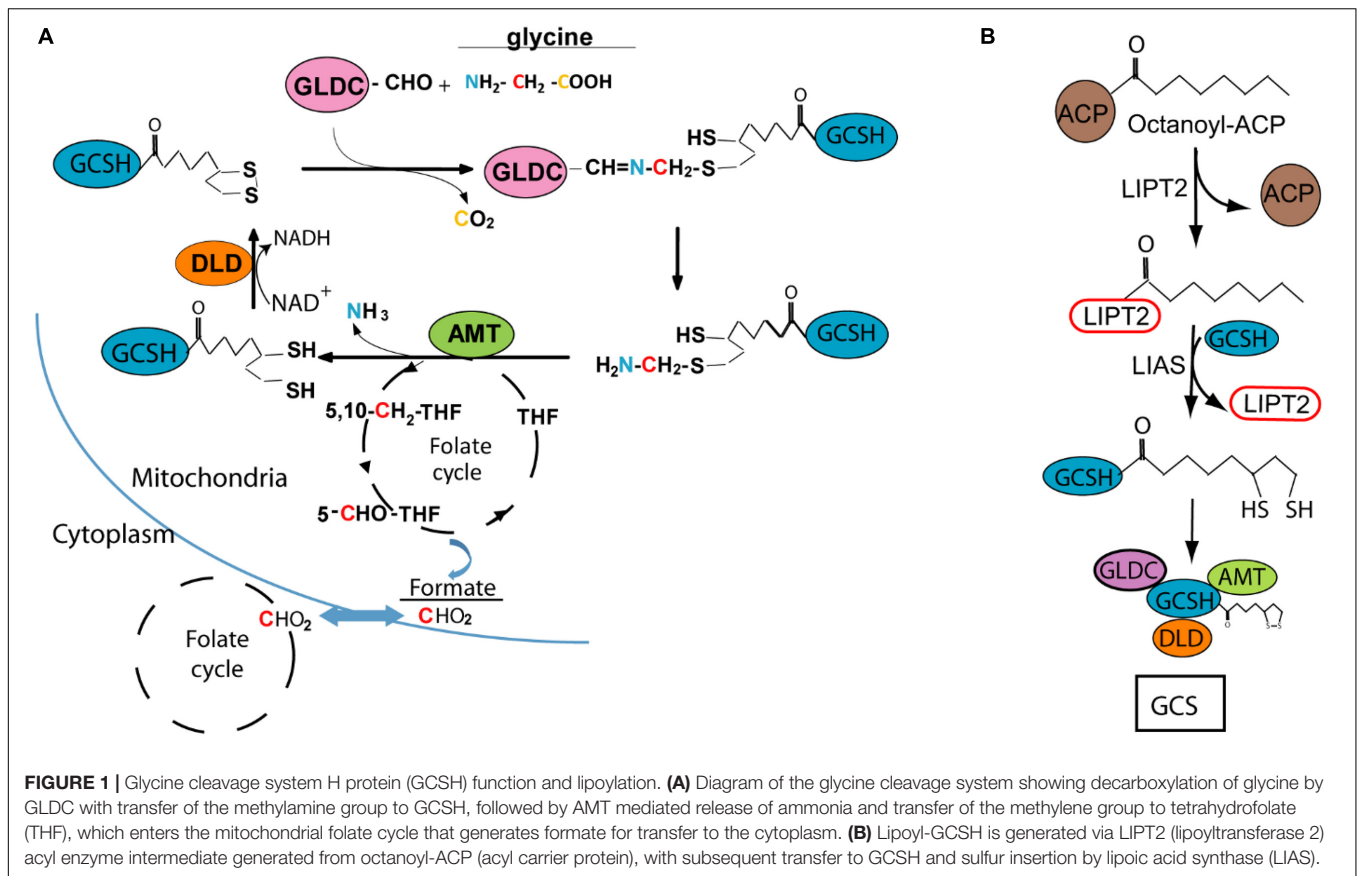 A
glycine
GLDC - CHO + NH2- CH2 -COOH
GCSH
O
S
S
CO2
GLDC CH=N-CH2-S
HS
O
GCSH
DLD
NADH
NAD+
GCSH
O
SH
SH
NH3
AMT
H2N-CH2-S
HS
O
GCSH
5,10-CH2-THF
THF
Folate
cycle
5-CHO-THF
Mitochondria
Cytoplasm
Formate
CHO2
CHO2
Folate
cycle
B
O
ACP
Octanoyl-ACP
LIPT2
ACP
O
LIPT2
GCSH
LIAS
LIPT2
O
GCSH
HS SH
GLDC
AMT
GCSH
O
S-S
DLD
GCS
FIGURE 1 | Glycine cleavage system H protein (GCSH) function and lipoylation. (A) Diagram of the glycine cleavage system showing decarboxylation of glycine by
GLDC with transfer of the methylamine group to GCSH, followed by AMT mediated release of ammonia and transfer of the methylene group to tetrahydrofolate
(THF), which enters the mitochondrial folate cycle that generates formate for transfer to the cytoplasm. (B) Lipoyl-GCSH is generated via LIPT2 (lipoyltransferase 2)
acyl enzyme intermediate generated from octanoyl-ACP (acyl carrier protein), with subsequent transfer to GCSH and sulfur insertion by lipoic acid synthase (LIAS).